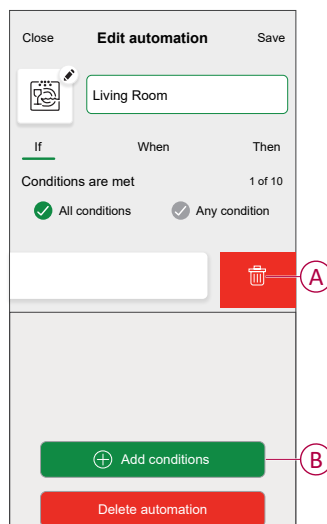 Close Edit automation Save
Living Room
If When Then
Conditions are met 1 of 10
All conditions Any condition
A
Add conditions B
Delete automation